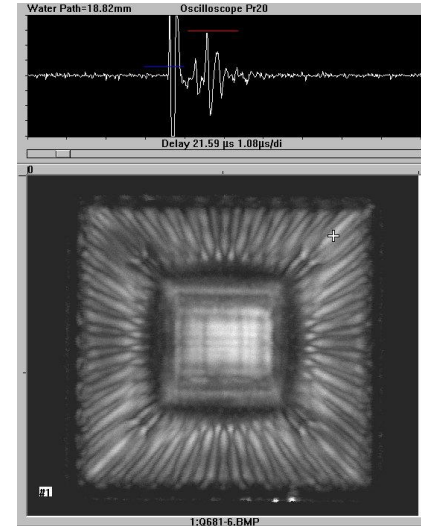 Water Path=18.82mm Oscilloscope Pr20
Delay 21.59 µs 1.08µs/di
0
#1
1:Q681-6.BMP